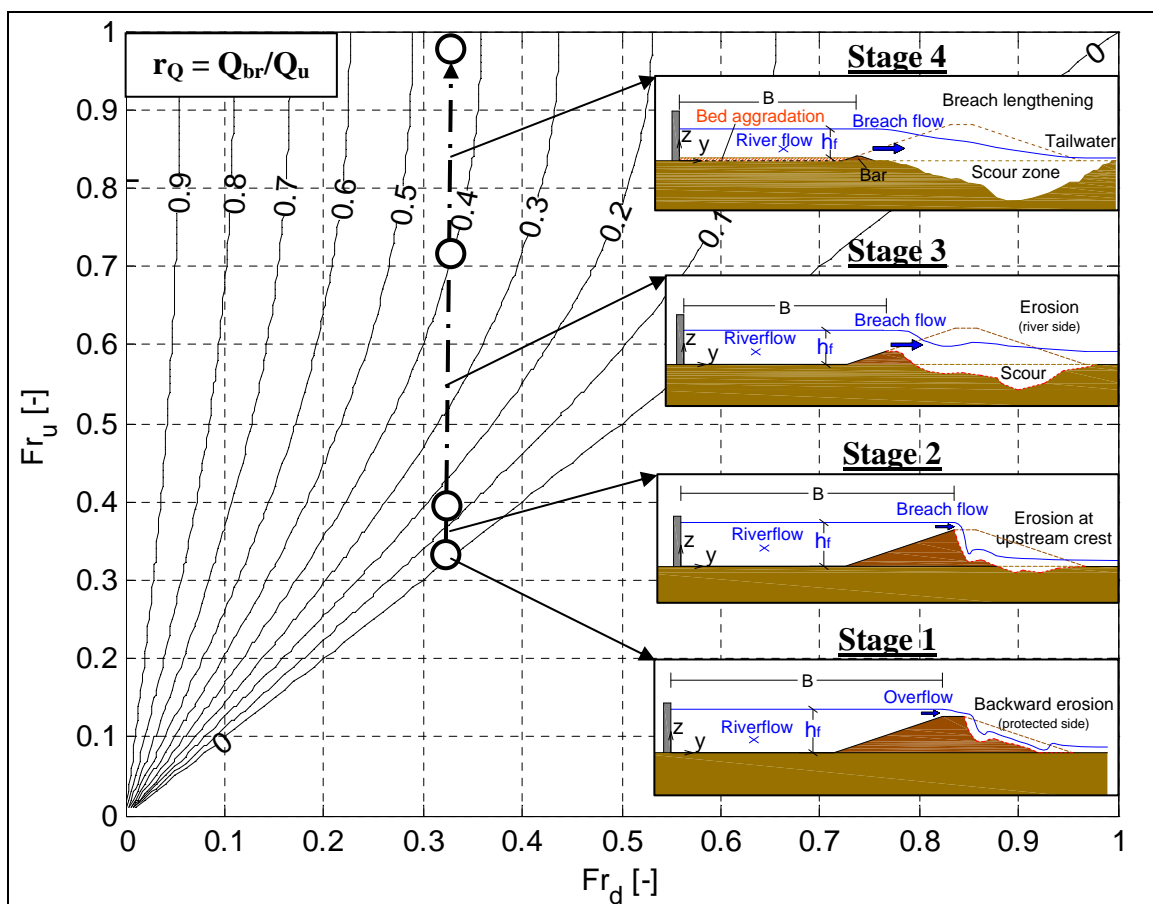 r_Q = Q_br/Q_u
Fr_u [-]
1
0.9
0.8
0.7
0.6
0.5
0.4
0.3
0.2
0.1
0
0 0.1 0.2 0.3 0.4 0.5 0.6 0.7 0.8 0.9 1
Fr_d [-]
0.9 0.8 0.7 0.6 0.5 0.4 0.3 0.2 0.1 0
0
Stage 4
B
Breach lengthening
Bed aggradation
Breach flow
Tailwater
z
y
River flow
h_f
Bar
Scour zone
Stage 3
B
Erosion
(river side)
Breach flow
z
y
Riverflow
h_f
Scour
Stage 2
B
Breach flow
Erosion at
upstream crest
z
y
Riverflow
h_f
Stage 1
B
Overflow
Backward erosion
(protected side)
z
y
Riverflow
h_f